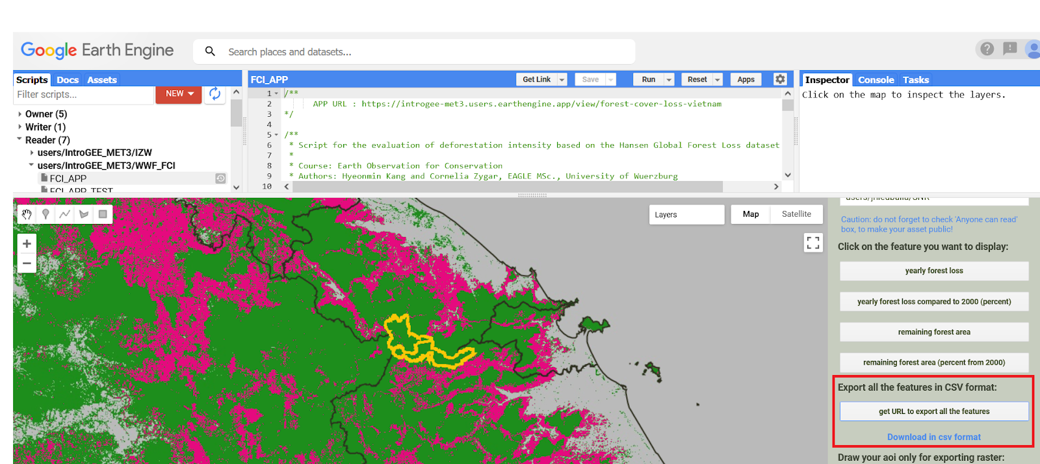 Google Earth Engine
Search places and datasets...
Scripts Docs Assets
Filter scripts...
NEW
Owner (5)
Writer (1)
Reader (7)
users/IntroGEE_MET3/IZW
users/IntroGEE_MET3/WWF_FCI
FCI_APP
FCI_APP_TEST
FCI_APP
Get Link
Save
Run
Reset
Apps
1 /**
2 APP URL : https://introgee-met3.users.earthengine.app/view/forest-cover-loss-vietnam
3 */
4
5 /**
6 * Script for the evaluation of deforestation intensity based on the Hansen Global Forest Loss dataset
7 *
8 * Course: Earth Observation for Conservation
9 * Authors: Hyeonmin Kang and Cornelia Zygar, EAGLE MSc., University of Wuerzburg
10
Inspector Console Tasks
Click on the map to inspect the layers.
Layers
Map
Satellite
Caution: do not forget to check 'Anyone can read'
box, to make your asset public!
Click on the feature you want to display:
yearly forest loss
yearly forest loss compared to 2000 (percent)
remaining forest area
remaining forest area (percent from 2000)
Export all the features in CSV format:
get URL to export all the features
Download in csv format
Draw your aoi only for exporting raster: